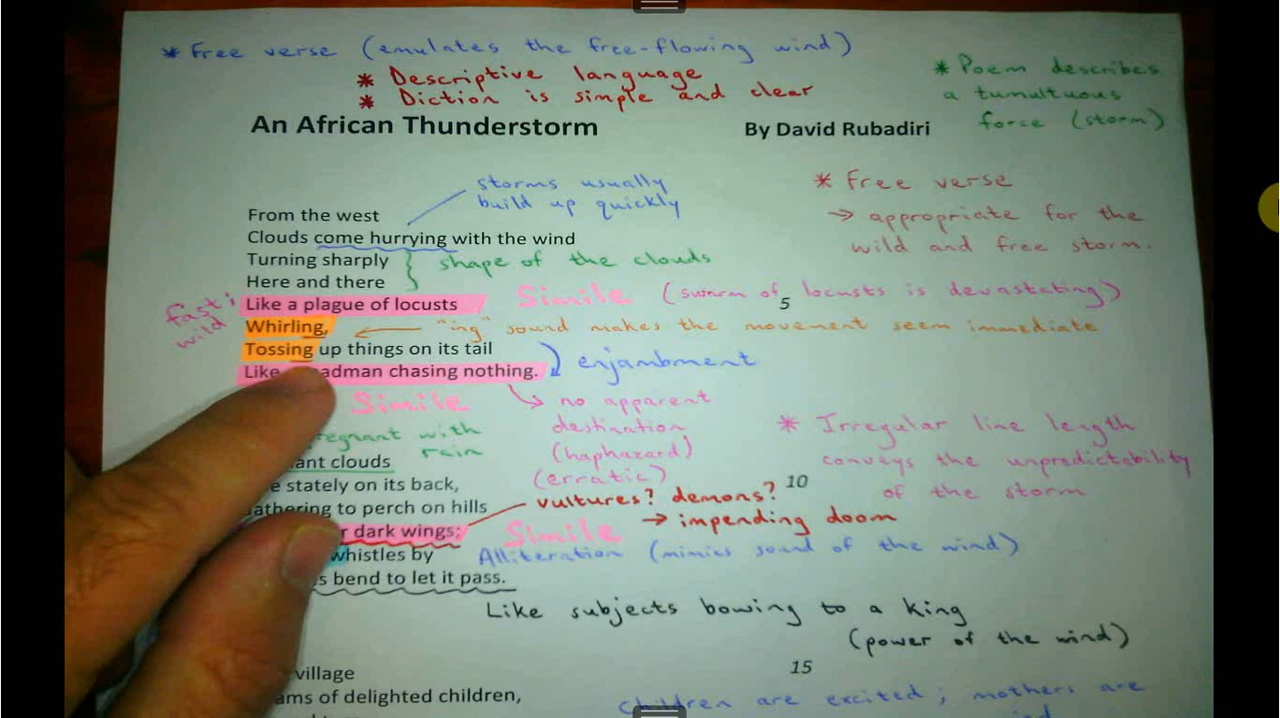 * Free verse (emulates the free-flowing wind)
* Descriptive language
* Diction is simple and clear
* Poem describes
a tumultuous
force (storm)
An African Thunderstorm
By David Rubadiri
storms usually
build up quickly
* Free verse
→ appropriate for the
wild and free storm.
From the west
Clouds come hurrying with the wind
Turning sharply
Here and there
shape of the clouds
Like a plague of locusts
Simile (swarm of locusts is devastating)
5
fast;
wild
Whirling,
"ing" sound makes the movement seem immediate
Tossing up things on its tail
enjambment
Like adman chasing nothing.
Simile
no apparent
destination
(haphazard)
(erratic)
* Irregular line length
conveys the unpredictability
of the storm
egnant with
rain
ant clouds
e stately on its back,
10
athering to perch on hills
vultures? demons?
→ impending doom
r dark wings;
Simile
whistles by
Alliteration (mimics sound of the wind)
s bend to let it pass.
Like subjects bowing to a king
(power of the wind)
village
15
ams of delighted children,
children are excited; mothers are